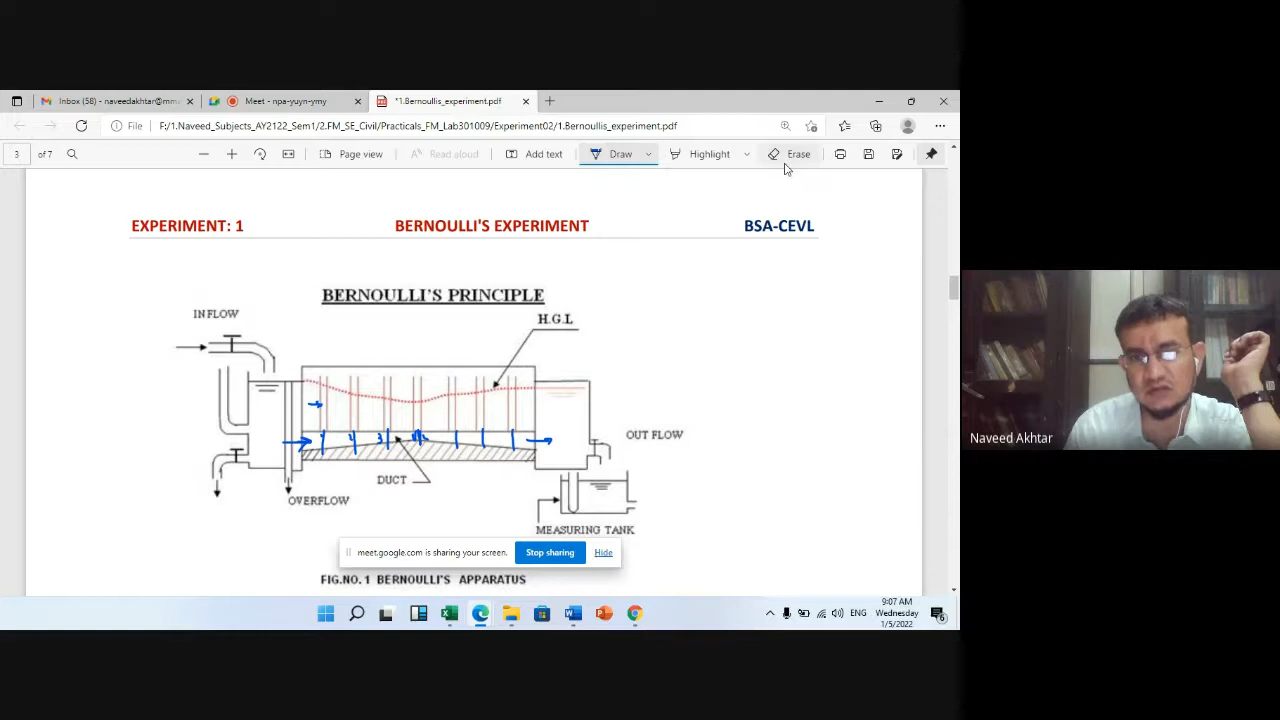 Inbox (58) - naveedakhtar@mm
Meet - npa-yuyn-ymy
*1.Bernoullis_experiment.pdf
File
F:/1.Naveed_Subjects_AY2122_Sem1/2.FM_SE_Civil/Practicals_FM_Lab301009/Experiment02/1.Bernoullis_experiment.pdf
3 of 7
Page view
Read aloud
Add text
Draw
Highlight
Erase
EXPERIMENT: 1 BERNOULLI'S EXPERIMENT BSA-CEVL
BERNOULLI'S PRINCIPLE
INFLOW
H.G.L
OUT FLOW
DUCT
OVERFLOW
MEASURING TANK
meet.google.com is sharing your screen.
Stop sharing
Hide
FIG.NO. 1 BERNOULLI'S APPARATUS
Naveed Akhtar
ENG
9:07 AM
Wednesday
1/5/2022
6